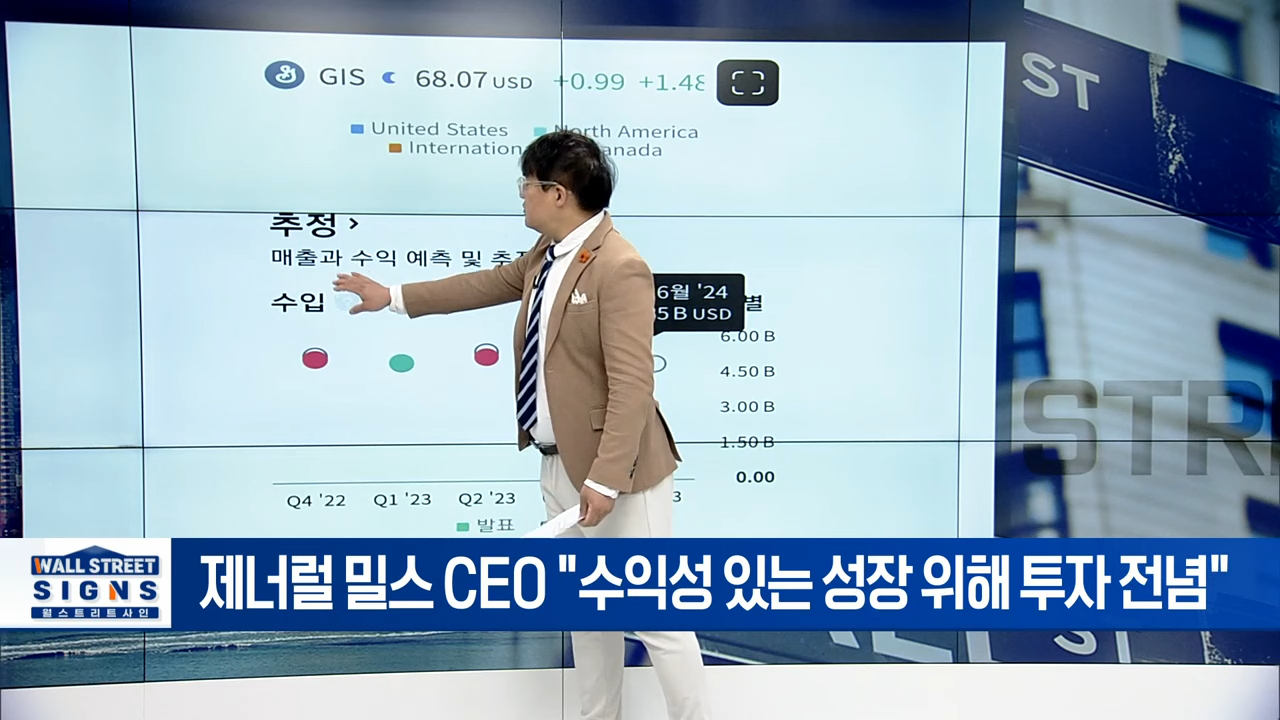 GIS 68.07 USD +0.99 +1.48
United States North America
Internation anada
추정 >
매출과 수익 예측 및 추정
수입
6월 '24
35 B USD
별
6.00 B
4.50 B
3.00 B
1.50 B
0.00
Q4 '22 Q1 '23 Q2 '23 3
발표
ST
STR
S
WALL STREET
SIGNS
월스트리트사인
제너럴 밀스 CEO "수익성 있는 성장 위해 투자 전념"